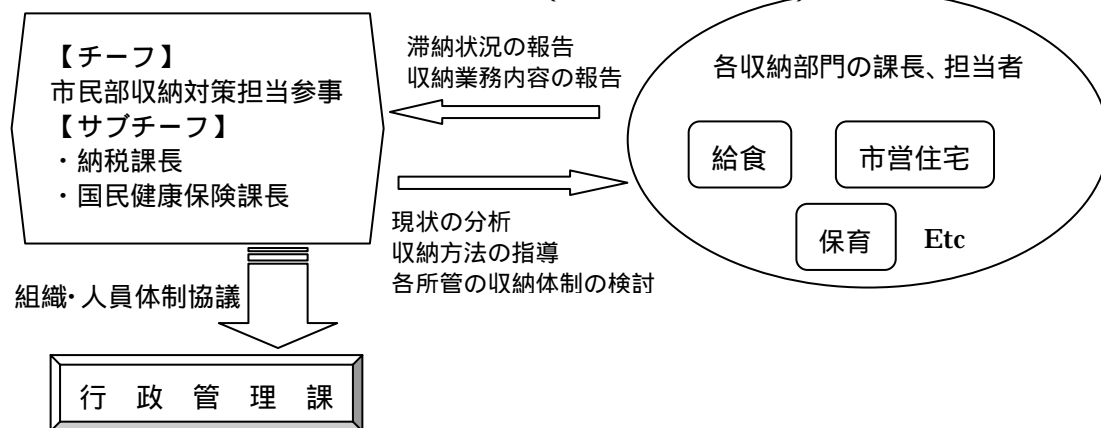 【チーフ】
市民部収納対策担当参事
【サブチーフ】
・納税課長
・国民健康保険課長
滞納状況の報告
収納業務内容の報告
現状の分析
収納方法の指導
各所管の収納体制の検討
各収納部門の課長、担当者
給食
市営住宅
保育
Etc
組織・人員体制協議
行政管理課